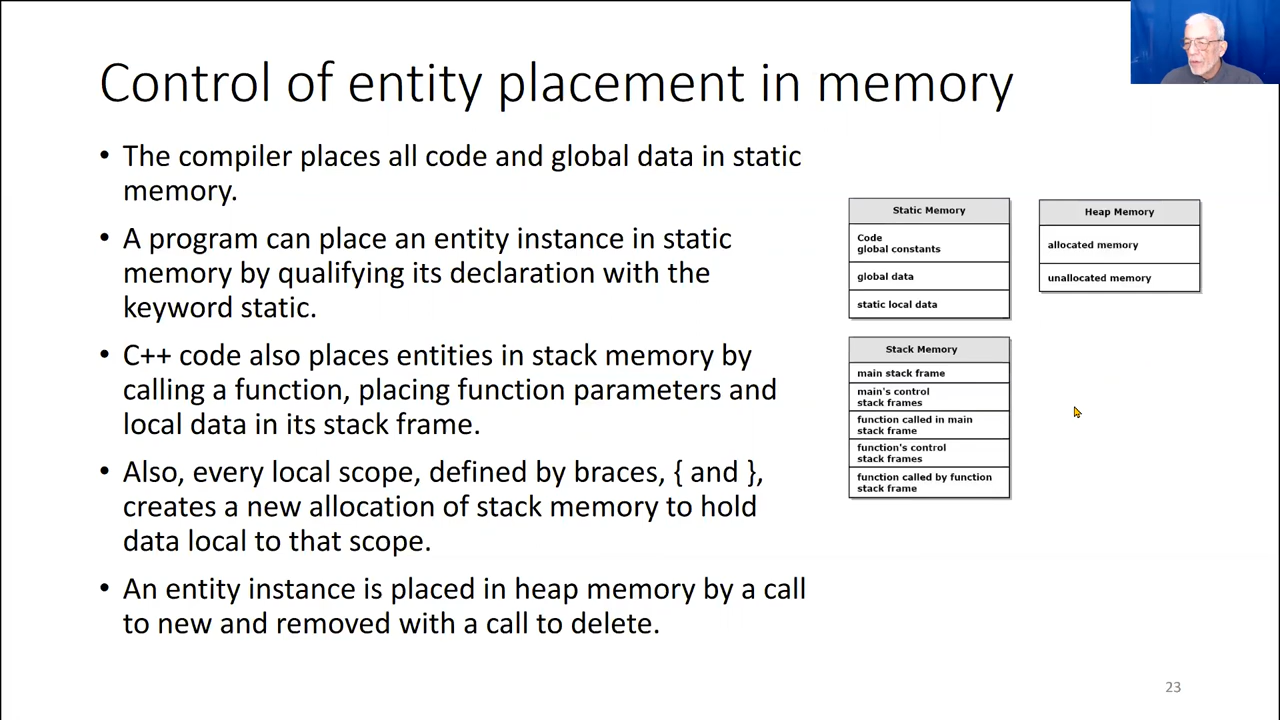 Control of entity placement in memory
• The compiler places all code and global data in static
memory.
• A program can place an entity instance in static
memory by qualifying its declaration with the
keyword static.
• C++ code also places entities in stack memory by
calling a function, placing function parameters and
local data in its stack frame.
• Also, every local scope, defined by braces, { and },
creates a new allocation of stack memory to hold
data local to that scope.
• An entity instance is placed in heap memory by a call
to new and removed with a call to delete.
Static Memory
Code
global constants
global data
static local data
Heap Memory
allocated memory
unallocated memory
Stack Memory
main stack frame
main's control
stack frames
function called in main
stack frame
function's control
stack frames
function called by function
stack frame
23